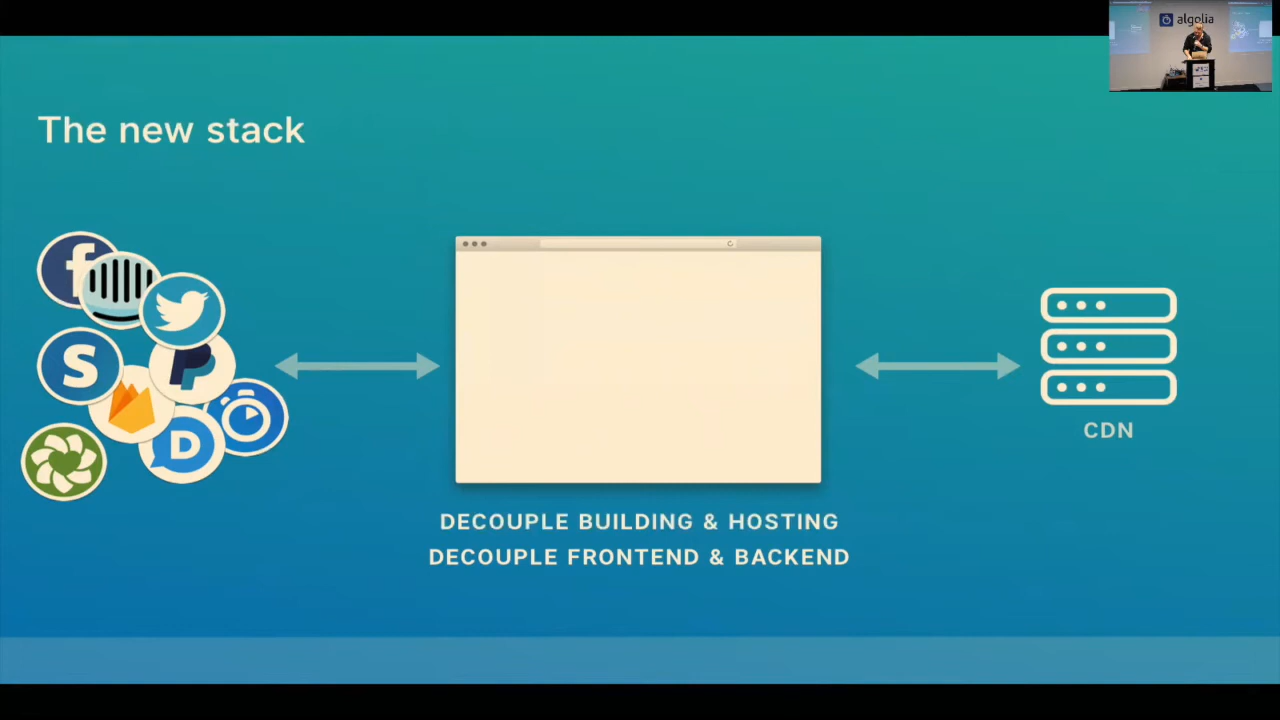 algolia
The new stack
CDN
DECOUPLE BUILDING & HOSTING
DECOUPLE FRONTEND & BACKEND